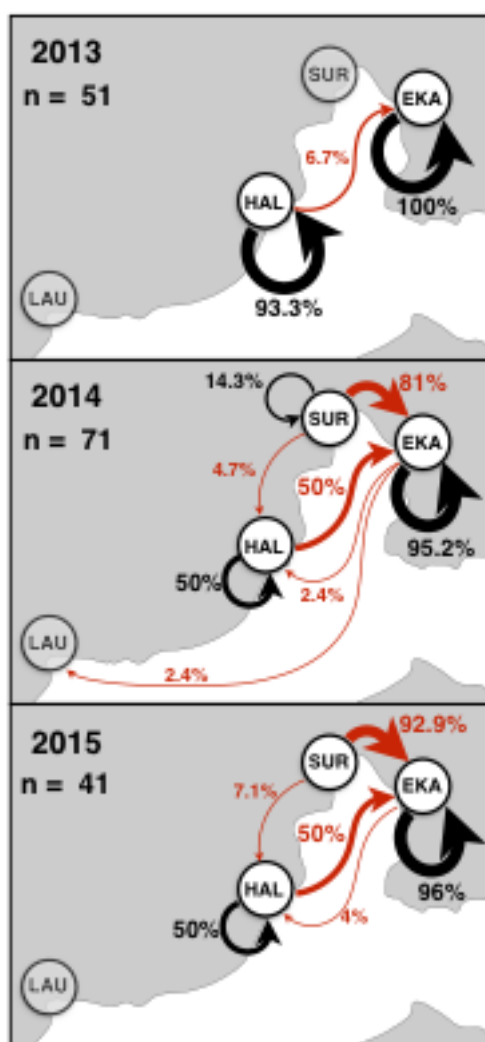 2013
n = 51
SUR
EKA
6.7%
HAL
100%
LAU
93.3%
2014
n = 71
14.3%
81%
SUR
EKA
4.7%
50%
HAL
95.2%
50%
2.4%
LAU
2.4%
2015
n = 41
92.9%
SUR
EKA
7.1%
50%
HAL
96%
4%
50%
LAU